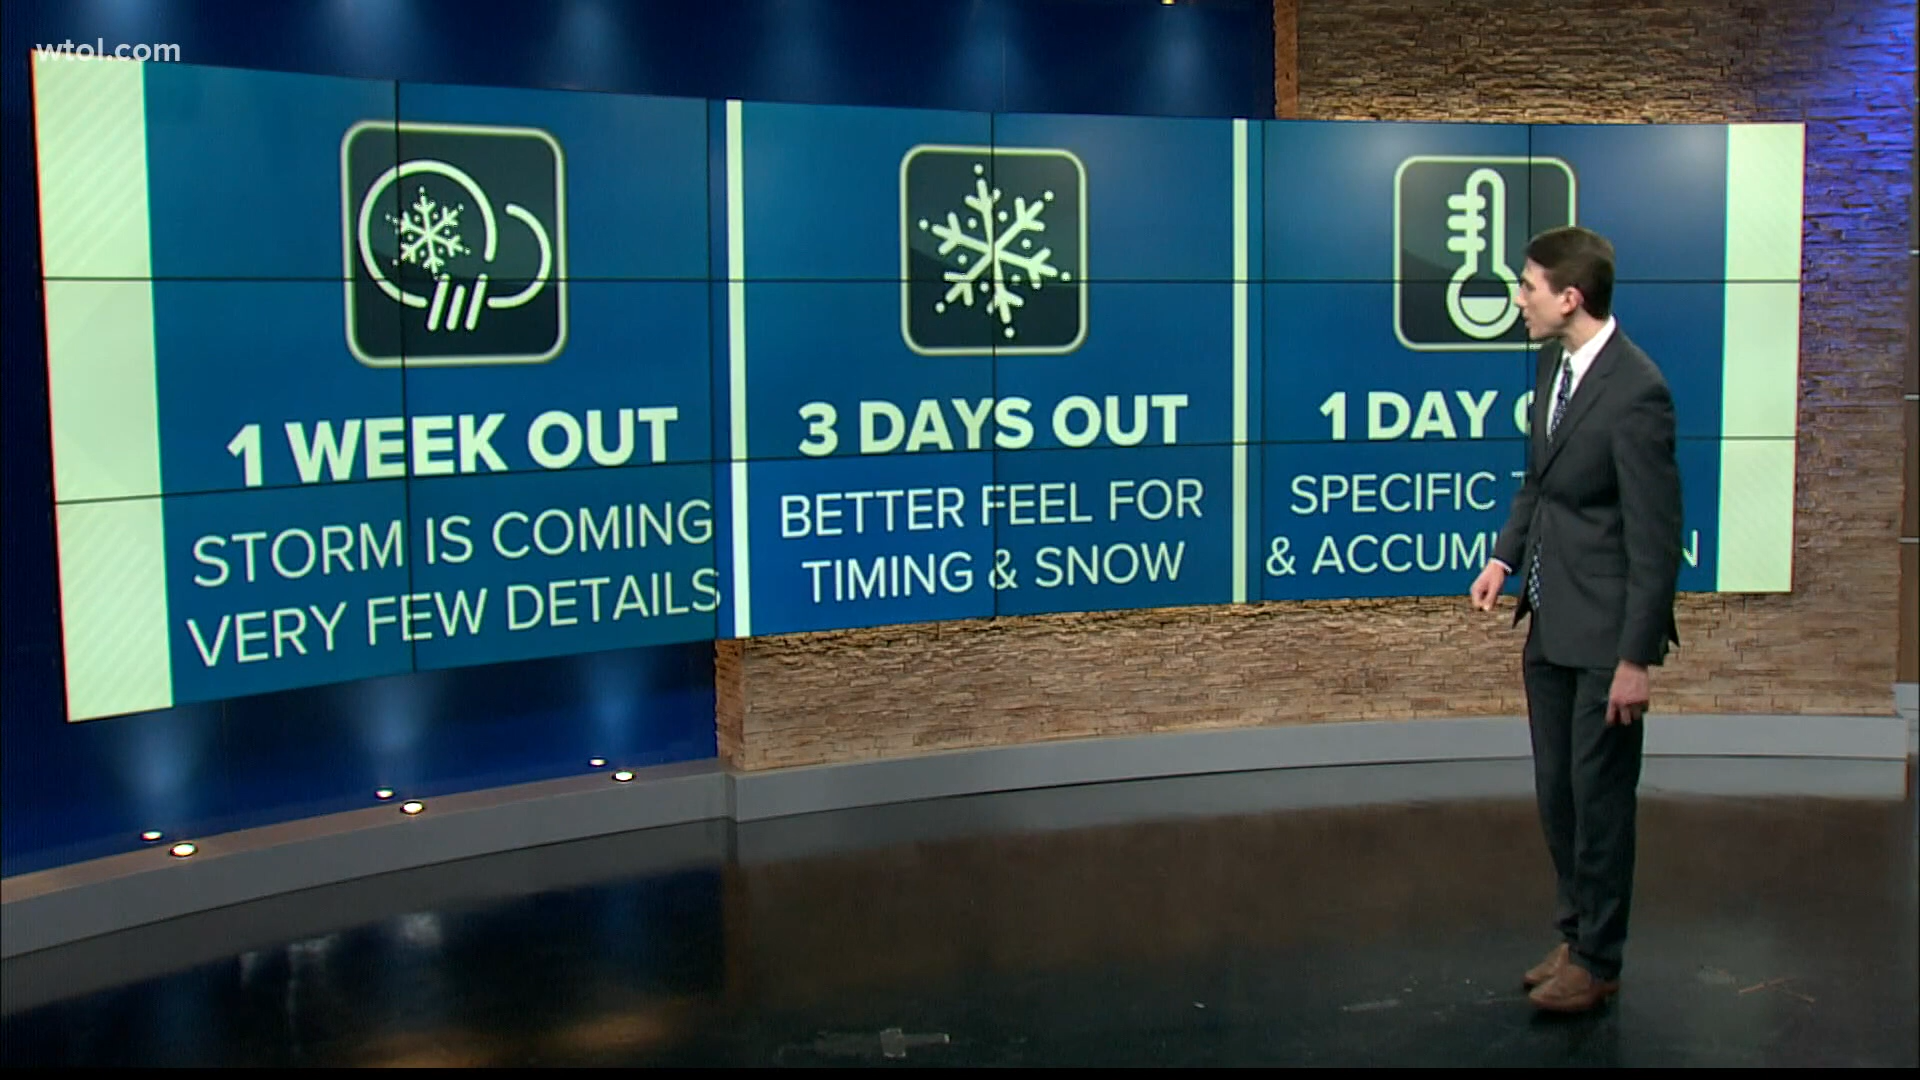 wtol.com
1 WEEK OUT
STORM IS COMING
VERY FEW DETAILS
3 DAYS OUT
BETTER FEEL FOR
TIMING & SNOW
1 DAY
SPECIFIC
&